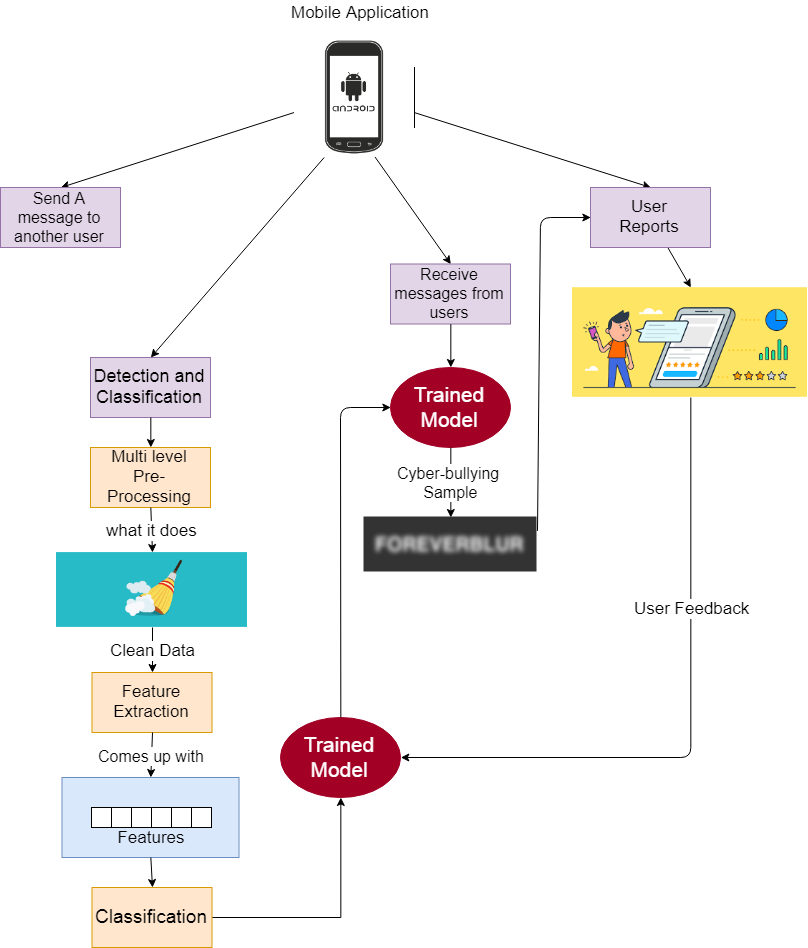 Mobile Application
ANDROID
Send A
message to
another user
User
Reports
Receive
messages from
users
Detection and
Classification
Trained
Model
Multi level
Pre-
Processing
Cyber-bullying
Sample
what it does
FOREVERBLUR
User Feedback
Clean Data
Feature
Extraction
Trained
Model
Comes up with
Features
Classification